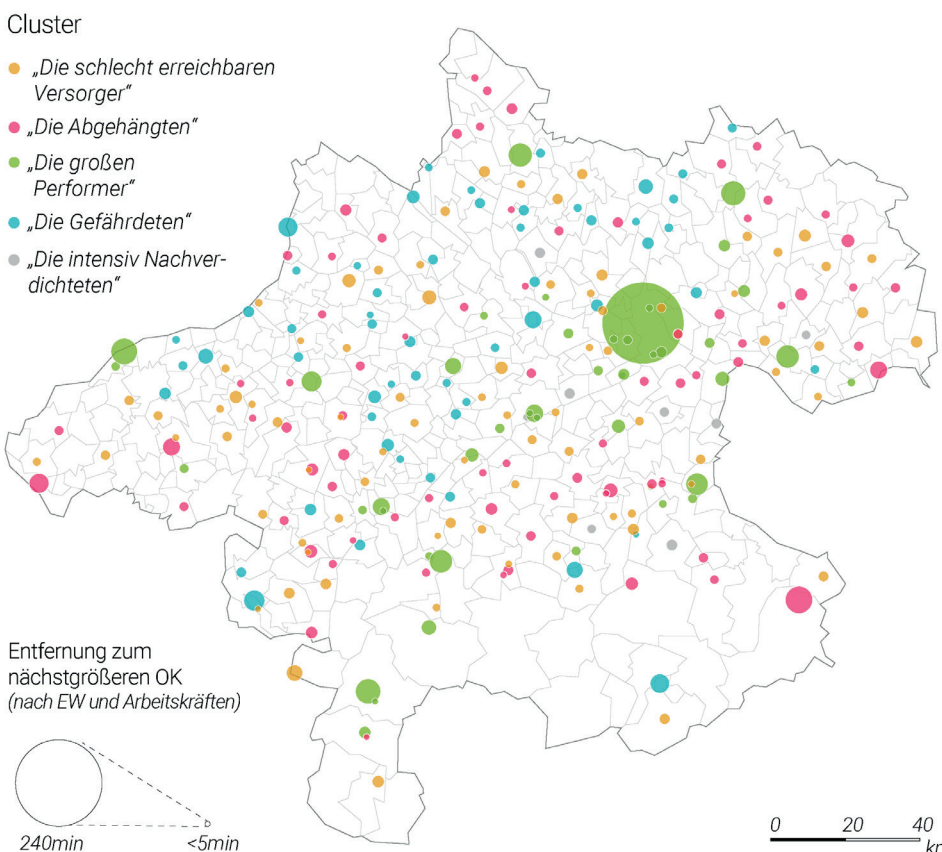 Cluster
„Die schlecht erreichbaren
Versorger“
„Die Abgehängten“
„Die großen
Performer“
„Die Gefährdeten“
„Die intensiv Nachver-
dichteten“
Entfernung zum
nächstgrößeren OK
(nach EW und Arbeitskräften)
240min
<5min
0 20 40
km